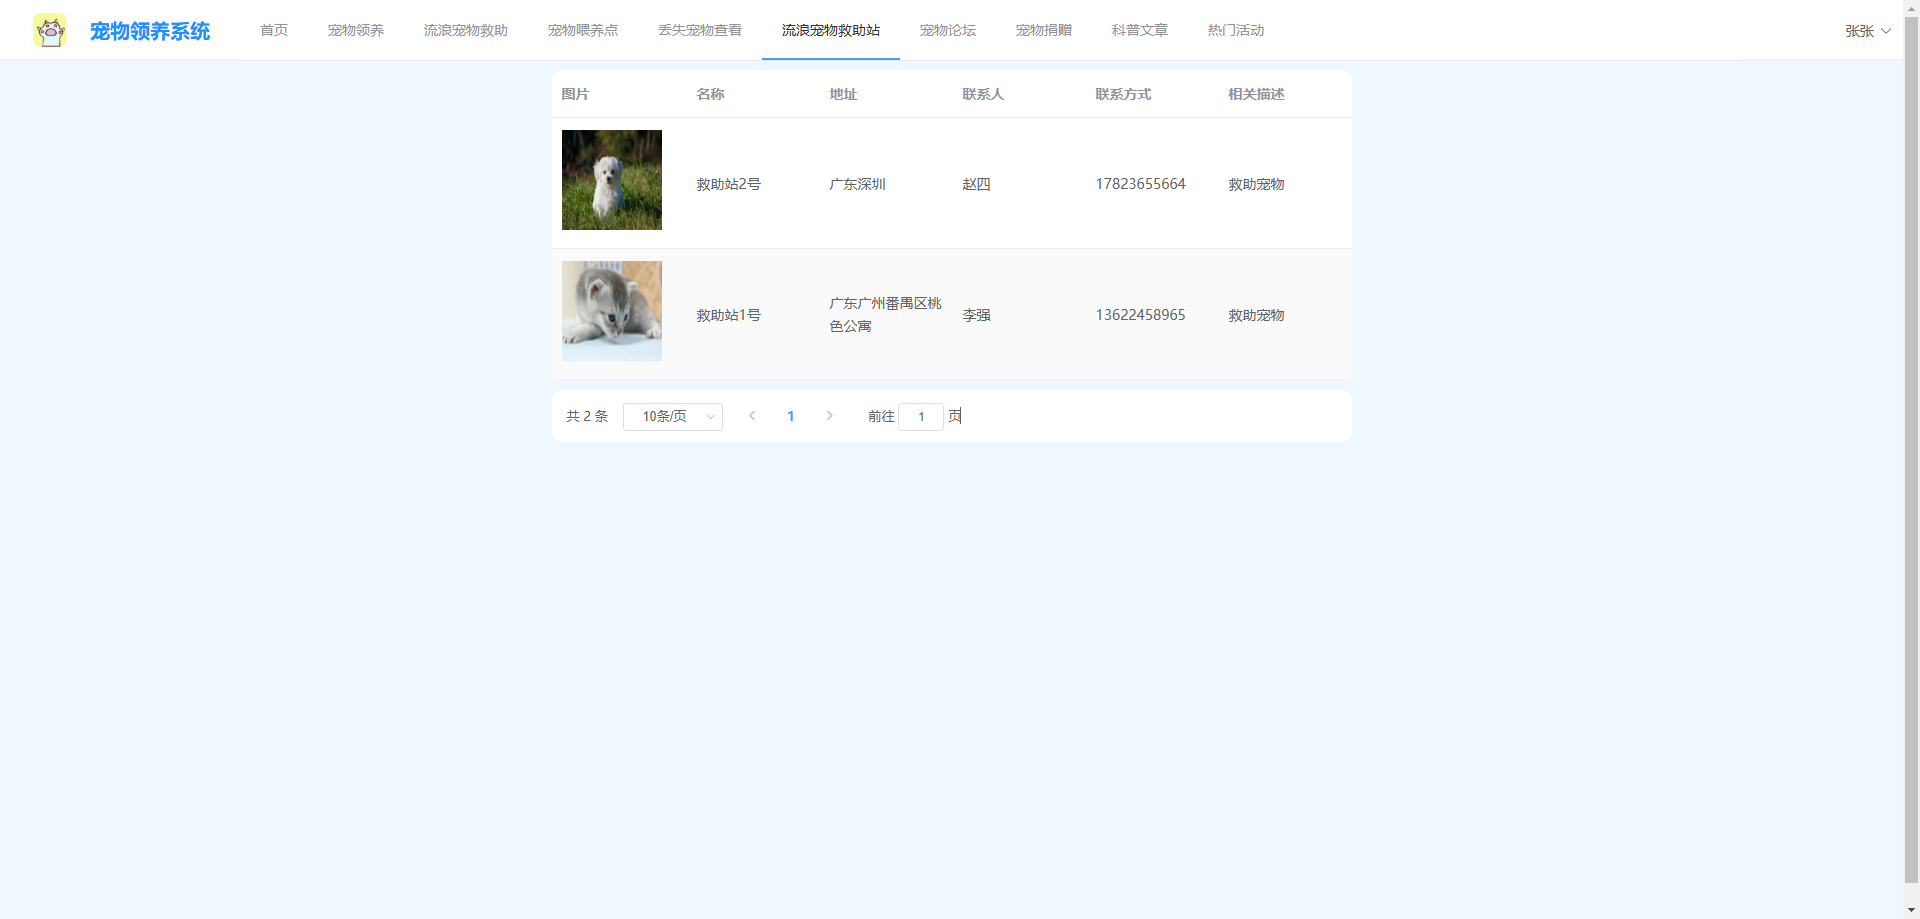 宠物领养系统
首页 宠物领养 流浪宠物救助 宠物喂养点 丢失宠物查看 流浪宠物救助站 宠物论坛 宠物捐赠 科普文章 热门活动
张张
图片 名称 地址 联系人 联系方式 相关描述
救助站2号 广东深圳 赵四 17823655664 救助宠物
救助站1号 广东广州番禺区桃
色公寓 李强 13622458965 救助宠物
共 2 条 10条/页 1 前往 1 页